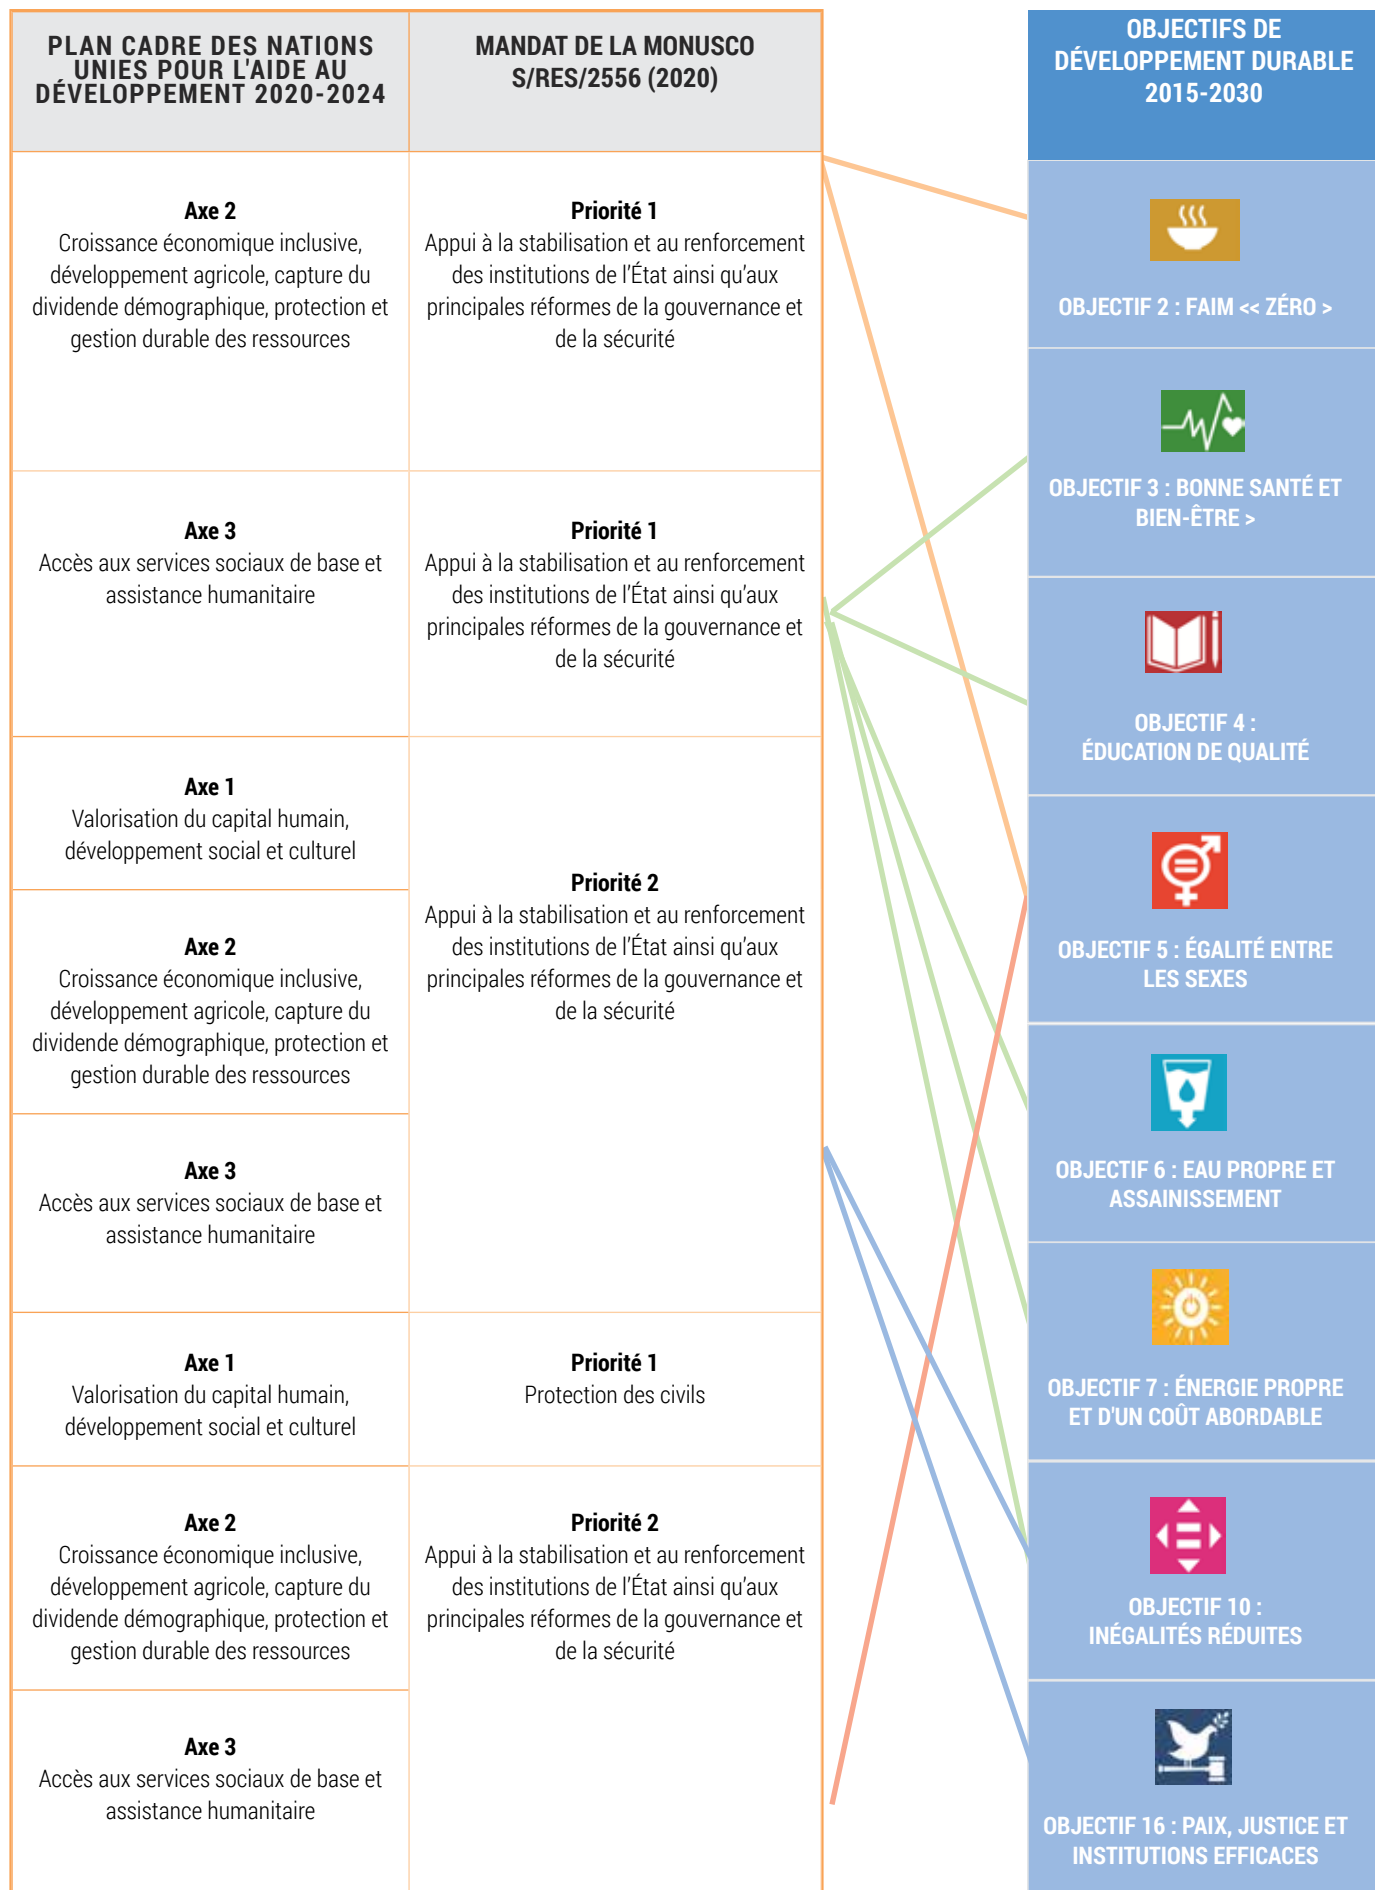 PLAN CADRE DES NATIONS
UNIES POUR L'AIDE AU
DÉVELOPPEMENT 2020-2024
MANDAT DE LA MONUSCO
S/RES/2556 (2020)
Axe 2
Croissance économique inclusive,
développement agricole, capture du
dividende démographique, protection et
gestion durable des ressources
Priorité 1
Appui à la stabilisation et au renforcement
des institutions de l'État ainsi qu'aux
principales réformes de la gouvernance et
de la sécurité
Axe 3
Accès aux services sociaux de base et
assistance humanitaire
Priorité 1
Appui à la stabilisation et au renforcement
des institutions de l'État ainsi qu'aux
principales réformes de la gouvernance et
de la sécurité
Axe 1
Valorisation du capital humain,
développement social et culturel
Axe 2
Croissance économique inclusive,
développement agricole, capture du
dividende démographique, protection et
gestion durable des ressources
Axe 3
Accès aux services sociaux de base et
assistance humanitaire
Priorité 2
Appui à la stabilisation et au renforcement
des institutions de l'État ainsi qu'aux
principales réformes de la gouvernance et
de la sécurité
Axe 1
Valorisation du capital humain,
développement social et culturel
Priorité 1
Protection des civils
Axe 2
Croissance économique inclusive,
développement agricole, capture du
dividende démographique, protection et
gestion durable des ressources
Axe 3
Accès aux services sociaux de base et
assistance humanitaire
Priorité 2
Appui à la stabilisation et au renforcement
des institutions de l'État ainsi qu'aux
principales réformes de la gouvernance et
de la sécurité
OBJECTIFS DE
DÉVELOPPEMENT DURABLE
2015-2030
OBJECTIF 2 : FAIM << ZÉRO >
OBJECTIF 3 : BONNE SANTÉ ET
BIEN-ÊTRE >
OBJECTIF 4 :
ÉDUCATION DE QUALITÉ
OBJECTIF 5 : ÉGALITÉ ENTRE
LES SEXES
OBJECTIF 6 : EAU PROPRE ET
ASSAINISSEMENT
OBJECTIF 7 : ÉNERGIE PROPRE
ET D'UN COÛT ABORDABLE
OBJECTIF 10 :
INÉGALITÉS RÉDUITES
OBJECTIF 16 : PAIX, JUSTICE ET
INSTITUTIONS EFFICACES